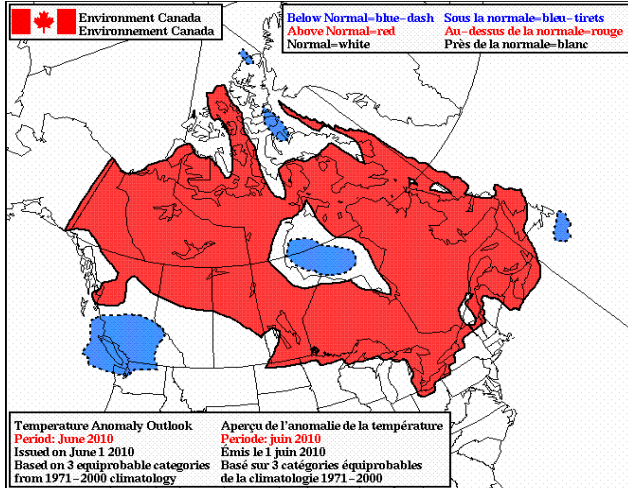 Environment Canada
Environnement Canada
Below Normal=blue-dash Sous la normale=bleu-tirets
Above Normal=red Au-dessus de la normale=rouge
Normal=white Près de la normale=blanc
Temperature Anomaly Outlook
Period: June 2010
Issued on June 1 2010
Based on 3 equiprobable categories
from 1971-2000 climatology
Aperçu de l'anomalie de la température
Periode: juin 2010
Émis le 1 juin 2010
Basé sur 3 catégories équiprobables
de la climatologie 1971-2000